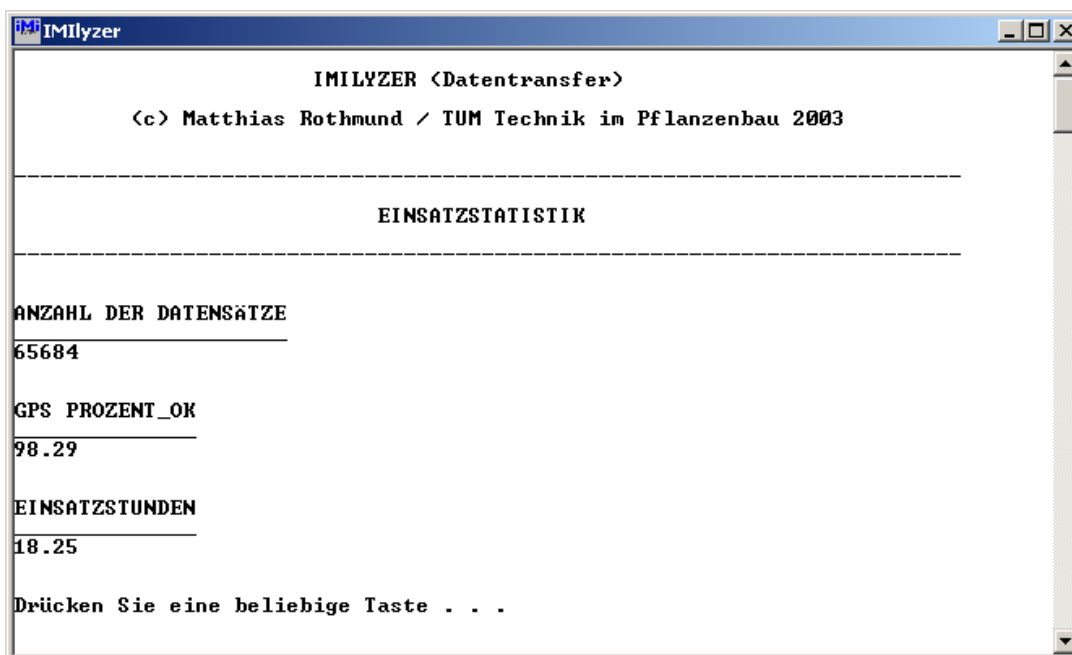 IMIlyzer
IMILYZER (Datentransfer)
(c) Matthias Rothmund / TUM Technik im Pflanzenbau 2003
EINSATZSTATISTIK
ANZAHL DER DATENSÄTZE
65684
GPS PROZENT_OK
98.29
EINSATZSTUNDEN
18.25
Drücken Sie eine beliebige Taste . . .